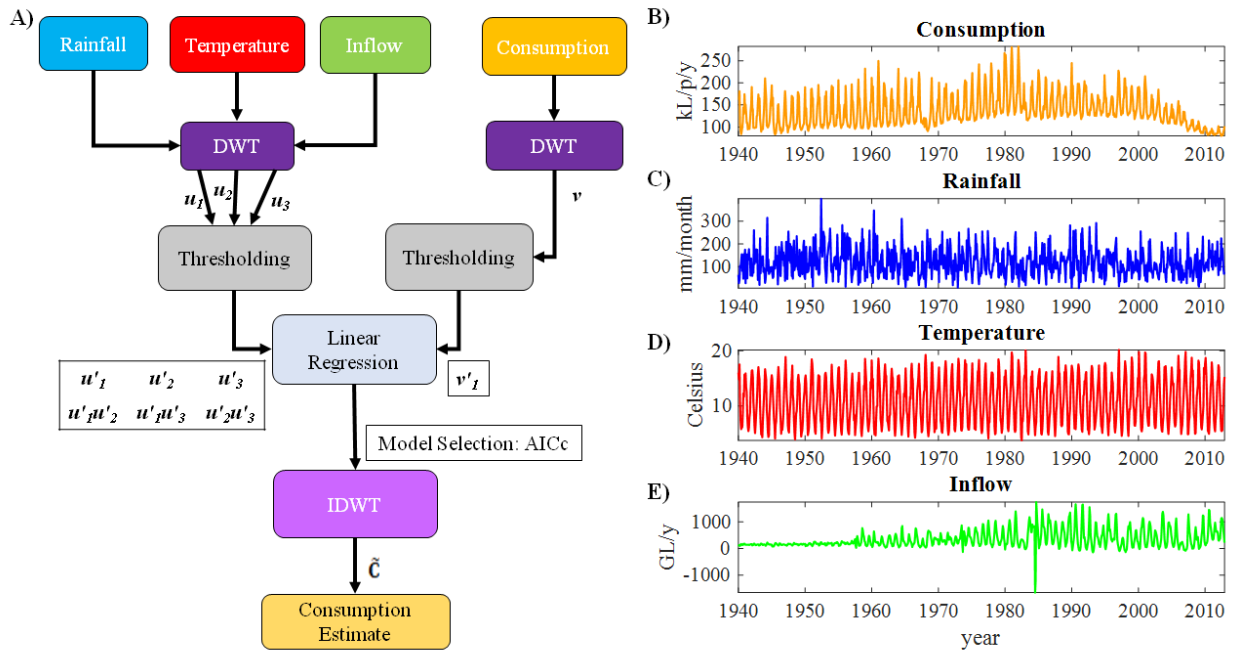 A)
Rainfall
Temperature
Inflow
Consumption
DWT
DWT
u1
u2
u3
v
Thresholding
Thresholding
Linear
Regression
u'1 u'2 u'3
u'1u'2 u'1u'3 u'2u'3
v'1
Model Selection: AICc
IDWT
C̃
Consumption
Estimate
B)
Consumption
kL/p/y
250
200
150
100
1940 1950 1960 1970 1980 1990 2000 2010
C)
Rainfall
mm/month
300
200
100
1940 1950 1960 1970 1980 1990 2000 2010
D)
Temperature
Celsius
20
10
1940 1950 1960 1970 1980 1990 2000 2010
E)
Inflow
GL/y
1000
0
-1000
1940 1950 1960 1970 1980 1990 2000 2010
year